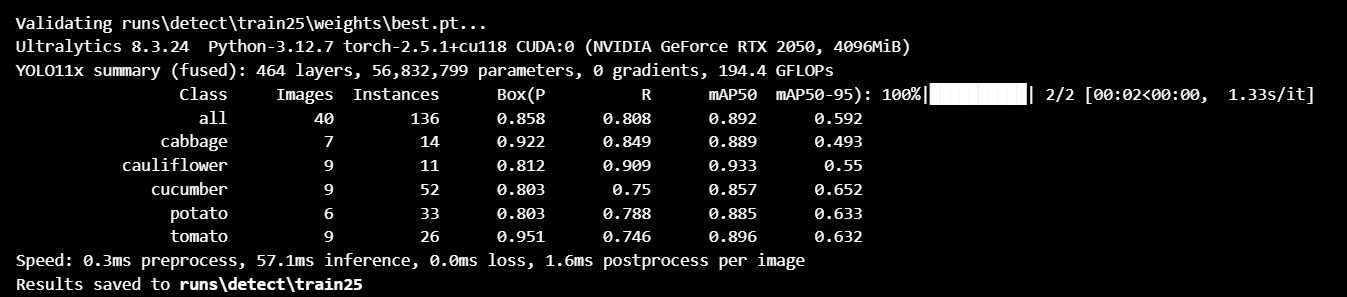 Validating runs\detect\train25\weights\best.pt...
Ultralytics 8.3.24 Python-3.12.7 torch-2.5.1+cu118 CUDA:0 (NVIDIA GeForce RTX 2050, 4096MiB)
YOLO11x summary (fused): 464 layers, 56,832,799 parameters, 0 gradients, 194.4 GFLOPs
Class Images Instances Box(P R mAP50 mAP50-95): 100%|██████████| 2/2 [00:02<00:00, 1.33s/it]
all 40 136 0.858 0.808 0.892 0.592
cabbage 7 14 0.922 0.849 0.889 0.493
cauliflower 9 11 0.812 0.909 0.933 0.55
cucumber 9 52 0.803 0.75 0.857 0.652
potato 6 33 0.803 0.788 0.885 0.633
tomato 9 26 0.951 0.746 0.896 0.632
Speed: 0.3ms preprocess, 57.1ms inference, 0.0ms loss, 1.6ms postprocess per image
Results saved to runs\detect\train25